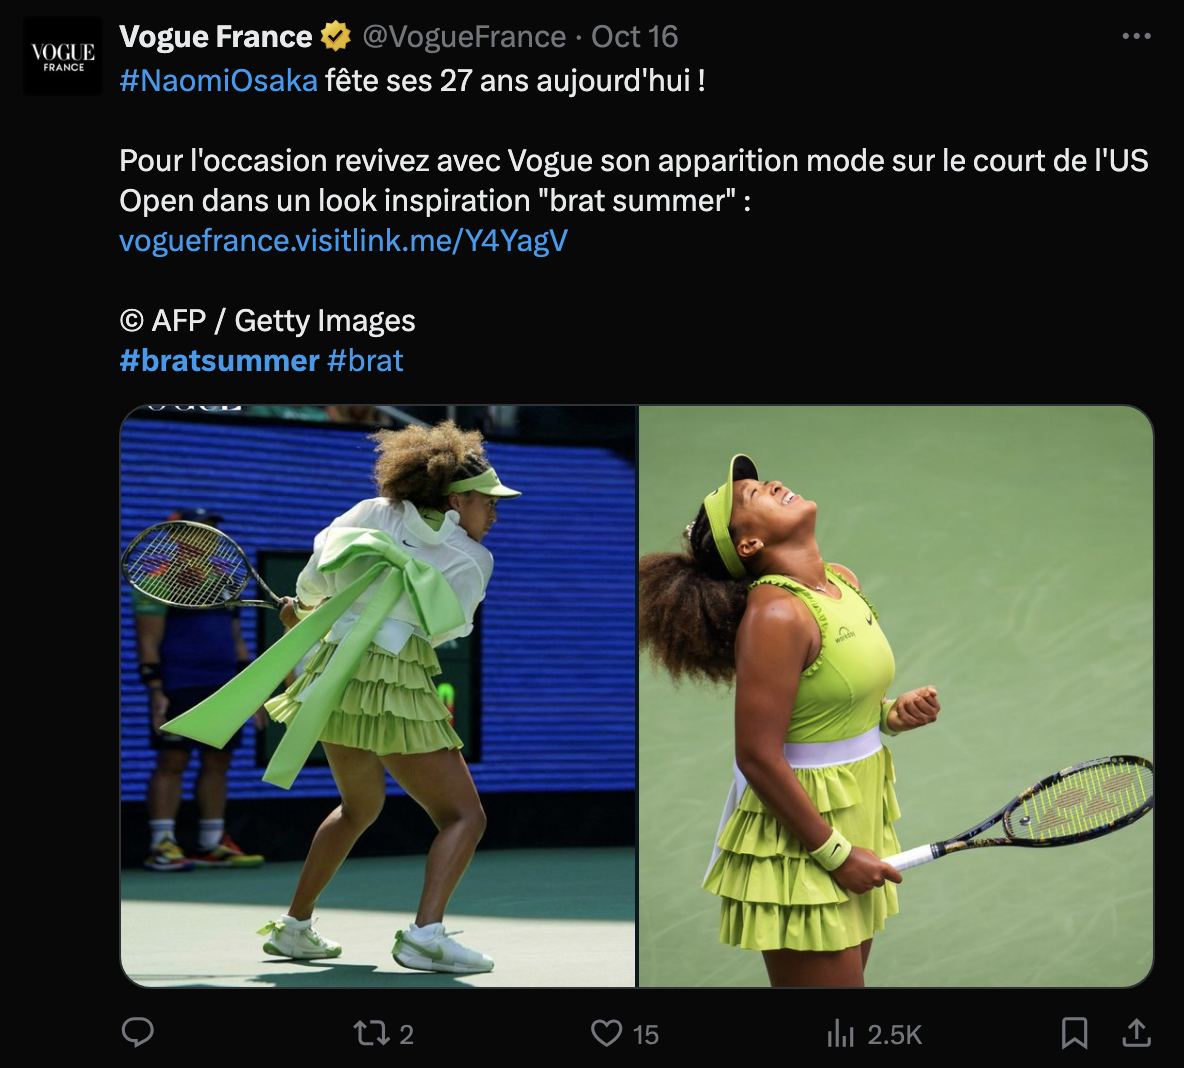 VOGUE
FRANCE
Vogue France @VogueFrance · Oct 16
#NaomiOsaka fête ses 27 ans aujourd'hui !
Pour l'occasion revivez avec Vogue son apparition mode sur le court de l'US
Open dans un look inspiration "brat summer" :
voguefrance.visitlink.me/Y4YagV
© AFP / Getty Images
#bratsummer #brat
2
15
2.5K